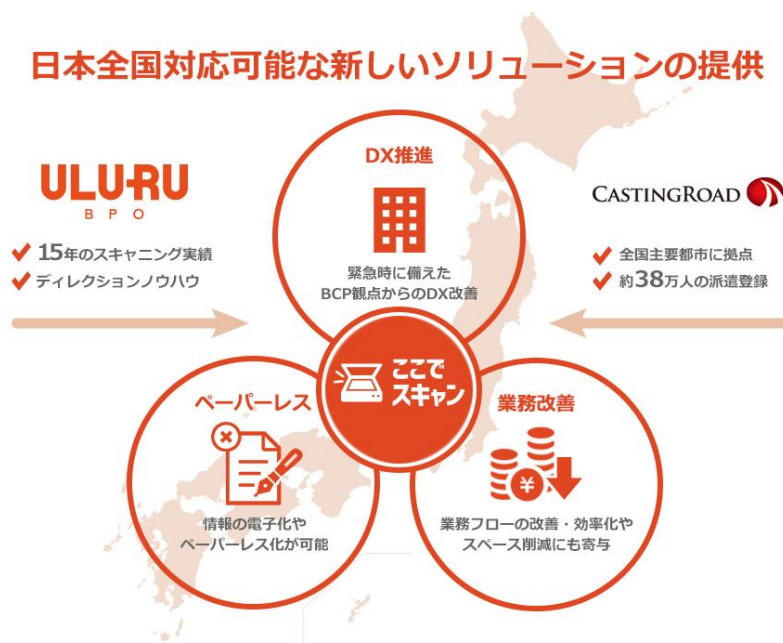 日本全国対応可能な新しいソリューションの提供
ULURU
BPO
15年のスキャニング実績
ディレクションノウハウ
DX推進
緊急時に備えた
BCP観点からのDX改善
CASTINGROAD
全国主要都市に拠点
約38万人の派遣登録
ここで
スキャン
ペーパーレス
情報の電子化や
ペーパーレス化が可能
業務改善
¥
業務フローの改善・効率化や
スペース削減にも寄与